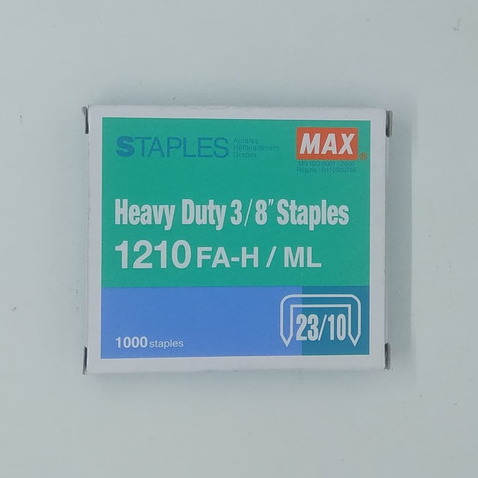 STAPLES
MAX
Heavy Duty 3/8" Staples
1210 FA-H / ML
23/10
1000 staples